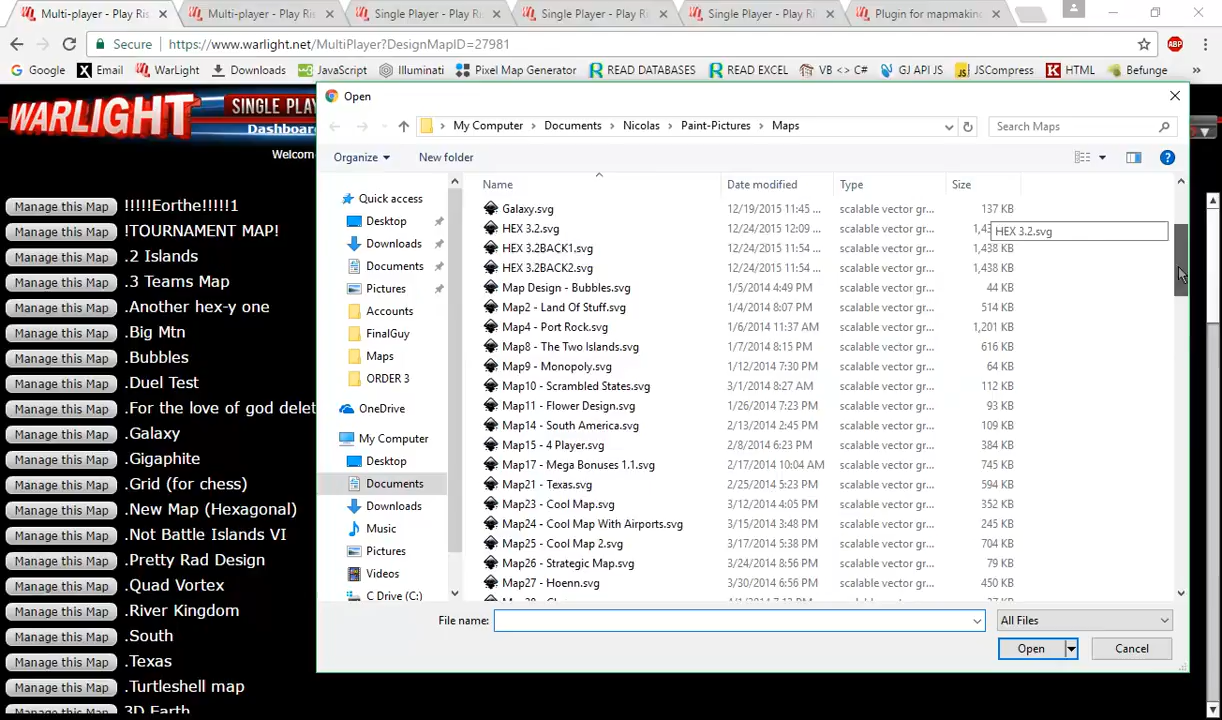 Multi-player - Play Ris
Multi-player - Play Ris
Single Player - Play Ri
Single Player - Play Ri
Single Player - Play Ri
Plugin for mapmakin
Secure
https://www.warlight.net/MultiPlayer?DesignMapID=27981
ABP
Google
Email
WarLight
Downloads
JavaScript
Illuminati
Pixel Map Generator
READ DATABASES
READ EXCEL
VB <> C#
GJ API JS
JSCompress
HTML
Befunge
WARLIGHT
SINGLE PLA
Dashboa
Welcom
Manage this Map !!!!!Eorthe!!!!!1
Manage this Map !TOURNAMENT MAP!
Manage this Map .2 Islands
Manage this Map .3 Teams Map
Manage this Map .Another hex-y one
Manage this Map .Big Mtn
Manage this Map .Bubbles
Manage this Map .Duel Test
Manage this Map .For the love of god delet
Manage this Map .Galaxy
Manage this Map .Gigaphite
Manage this Map .Grid (for chess)
Manage this Map .New Map (Hexagonal)
Manage this Map .Not Battle Islands VI
Manage this Map .Pretty Rad Design
Manage this Map .Quad Vortex
Manage this Map .River Kingdom
Manage this Map .South
Manage this Map .Texas
Manage this Map .Turtleshell map
Manage this Map 3D Earth
Open
My Computer > Documents > Nicolas > Paint-Pictures > Maps
Search Maps
Organize
New folder
Quick access
Desktop
Downloads
Documents
Pictures
Accounts
FinalGuy
Maps
ORDER 3
OneDrive
My Computer
Desktop
Documents
Downloads
Music
Pictures
Videos
C Drive (C:)
Name Date modified Type Size
Galaxy.svg 12/19/2015 11:45 ... scalable vector gr... 137 KB
HEX 3.2.svg 12/24/2015 12:09 ... scalable vector gr... 1,43
HEX 3.2.svg
HEX 3.2BACK1.svg 12/24/2015 11:54 ... scalable vector gr... 1,438 KB
HEX 3.2BACK2.svg 12/24/2015 11:54 ... scalable vector gr... 1,438 KB
Map Design - Bubbles.svg 1/5/2014 4:49 PM scalable vector gr... 44 KB
Map2 - Land Of Stuff.svg 1/4/2014 8:07 PM scalable vector gr... 514 KB
Map4 - Port Rock.svg 1/6/2014 11:37 AM scalable vector gr... 1,201 KB
Map8 - The Two Islands.svg 1/7/2014 8:15 PM scalable vector gr... 616 KB
Map9 - Monopoly.svg 1/12/2014 7:30 PM scalable vector gr... 64 KB
Map10 - Scrambled States.svg 3/1/2014 8:27 AM scalable vector gr... 112 KB
Map11 - Flower Design.svg 1/26/2014 7:23 PM scalable vector gr... 93 KB
Map14 - South America.svg 2/13/2014 2:45 PM scalable vector gr... 109 KB
Map15 - 4 Player.svg 2/8/2014 6:23 PM scalable vector gr... 384 KB
Map17 - Mega Bonuses 1.1.svg 2/17/2014 10:04 AM scalable vector gr... 745 KB
Map21 - Texas.svg 2/25/2014 5:23 PM scalable vector gr... 594 KB
Map23 - Cool Map.svg 3/12/2014 4:05 PM scalable vector gr... 352 KB
Map24 - Cool Map With Airports.svg 3/15/2014 3:48 PM scalable vector gr... 245 KB
Map25 - Cool Map 2.svg 3/17/2014 5:38 PM scalable vector gr... 704 KB
Map26 - Strategic Map.svg 3/24/2014 8:56 PM scalable vector gr... 79 KB
Map27 - Hoenn.svg 3/30/2014 6:56 PM scalable vector gr... 450 KB
File name:
All Files
Open
Cancel